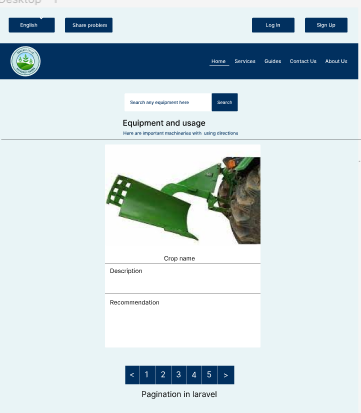 Desktop - 1
English
Share problem
Log In
Sign Up
Home Services Guides Contact Us About Us
Search any equipment here
Search
Equipment and usage
Here are important machineries with using directions
Crop name
Description
Recommendation
< 1 2 3 4 5 >
Pagination in laravel